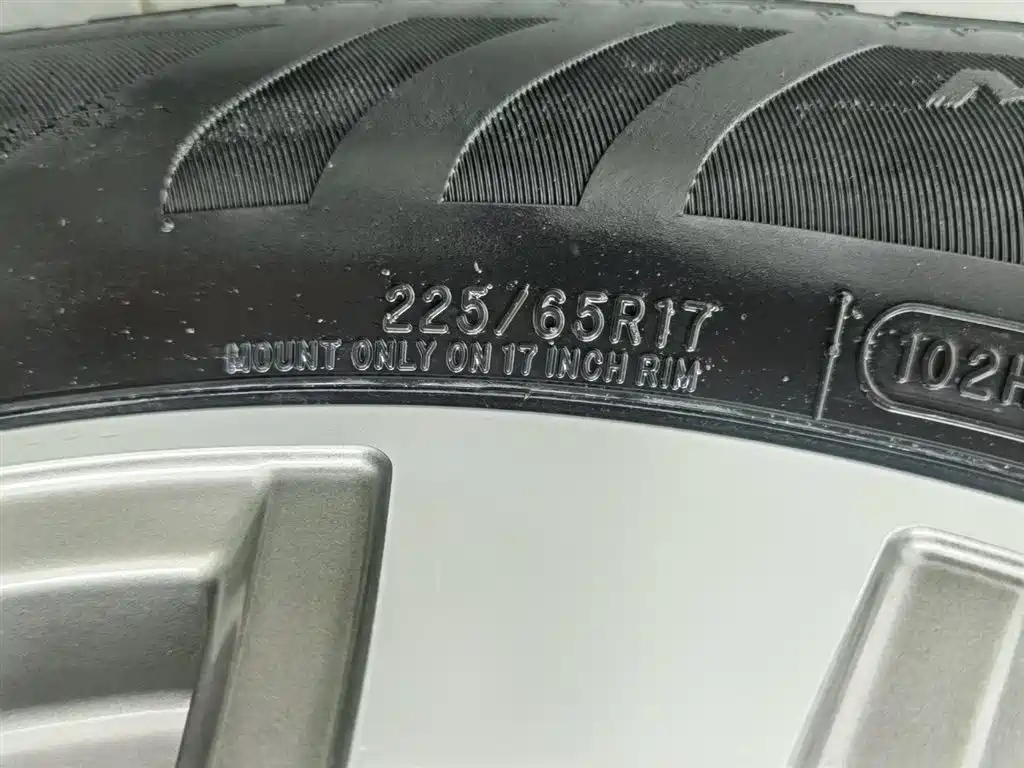 225/65R17
MOUNT ONLY ON 17 INCH RIM
102H